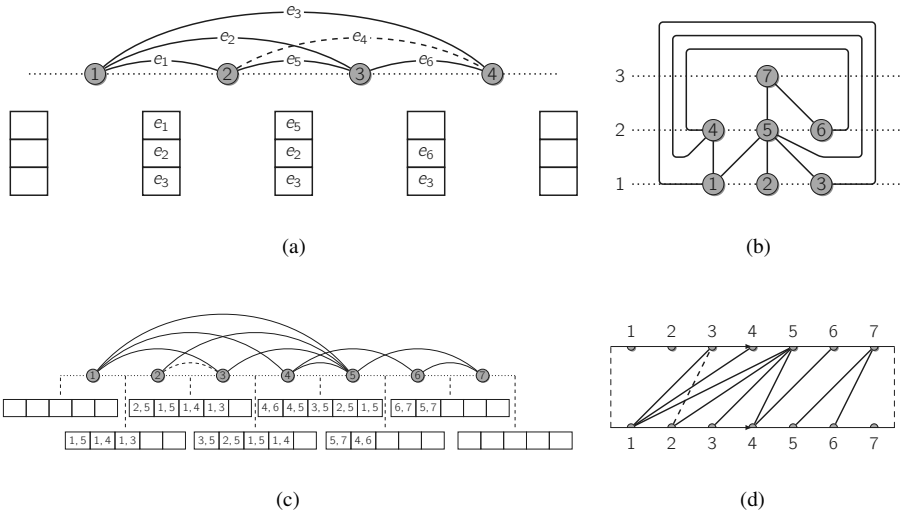 e3
e2
e4
e1
e5
e6
1 2 3 4
e1 e5
e2 e2 e6
e3 e3 e3
(a)
3 7
2 4 5 6
1 1 2 3
(b)
1 2 3 4 5 6 7
2, 5 1, 5 1, 4 1, 3
4, 6 4, 5 3, 5 2, 5 1, 5
6, 7 5, 7
1, 5 1, 4 1, 3
3, 5 2, 5 1, 5 1, 4
5, 7 4, 6
(c)
1 2 3 4 5 6 7
1 2 3 4 5 6 7
(d)